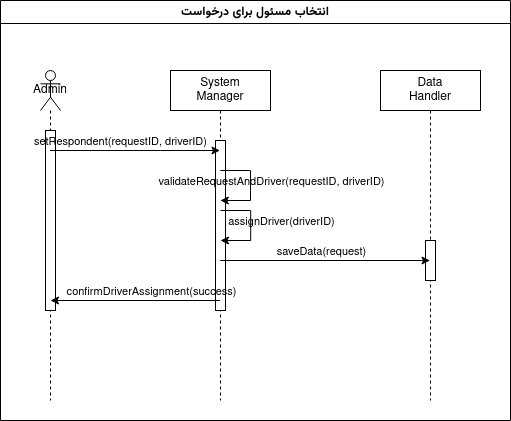 انتخاب مسئول برای درخواست
Admin
System
Manager
Data
Handler
setRespondent(requestID, driverID)
validateRequestAndDriver(requestID, driverID)
assignDriver(driverID)
saveData(request)
confirmDriverAssignment(success)